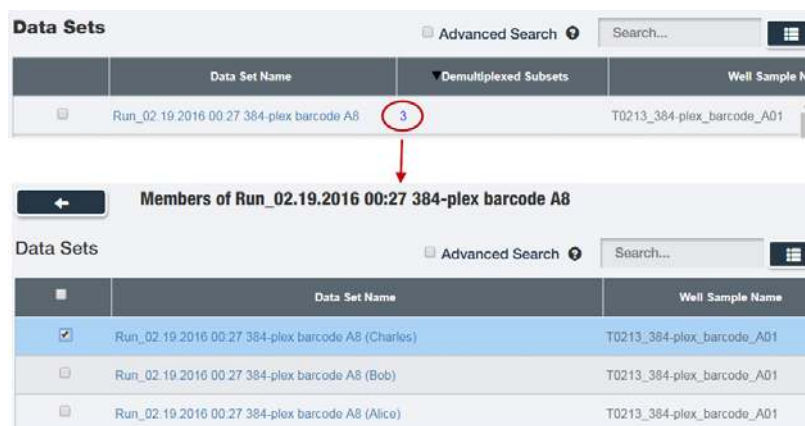 Data Sets
Advanced Search ?
Search...
Data Set Name
▼Demultiplexed Subsets
Well Sample N
Run_02.19.2016 00:27 384-plex barcode A8
3
T0213_384-plex_barcode_A01
Members of Run_02.19.2016 00:27 384-plex barcode A8
Data Sets
Advanced Search ?
Search...
Data Set Name
Well Sample Name
Run_02.19.2016 00:27 384-plex barcode A8 (Charles)
T0213_384-plex_barcode_A01
Run_02.19.2016 00:27 384-plex barcode A8 (Bob)
T0213_384-plex_barcode_A01
Run_02.19.2016 00:27 384-plex barcode A8 (Alice)
T0213_384-plex_barcode_A01